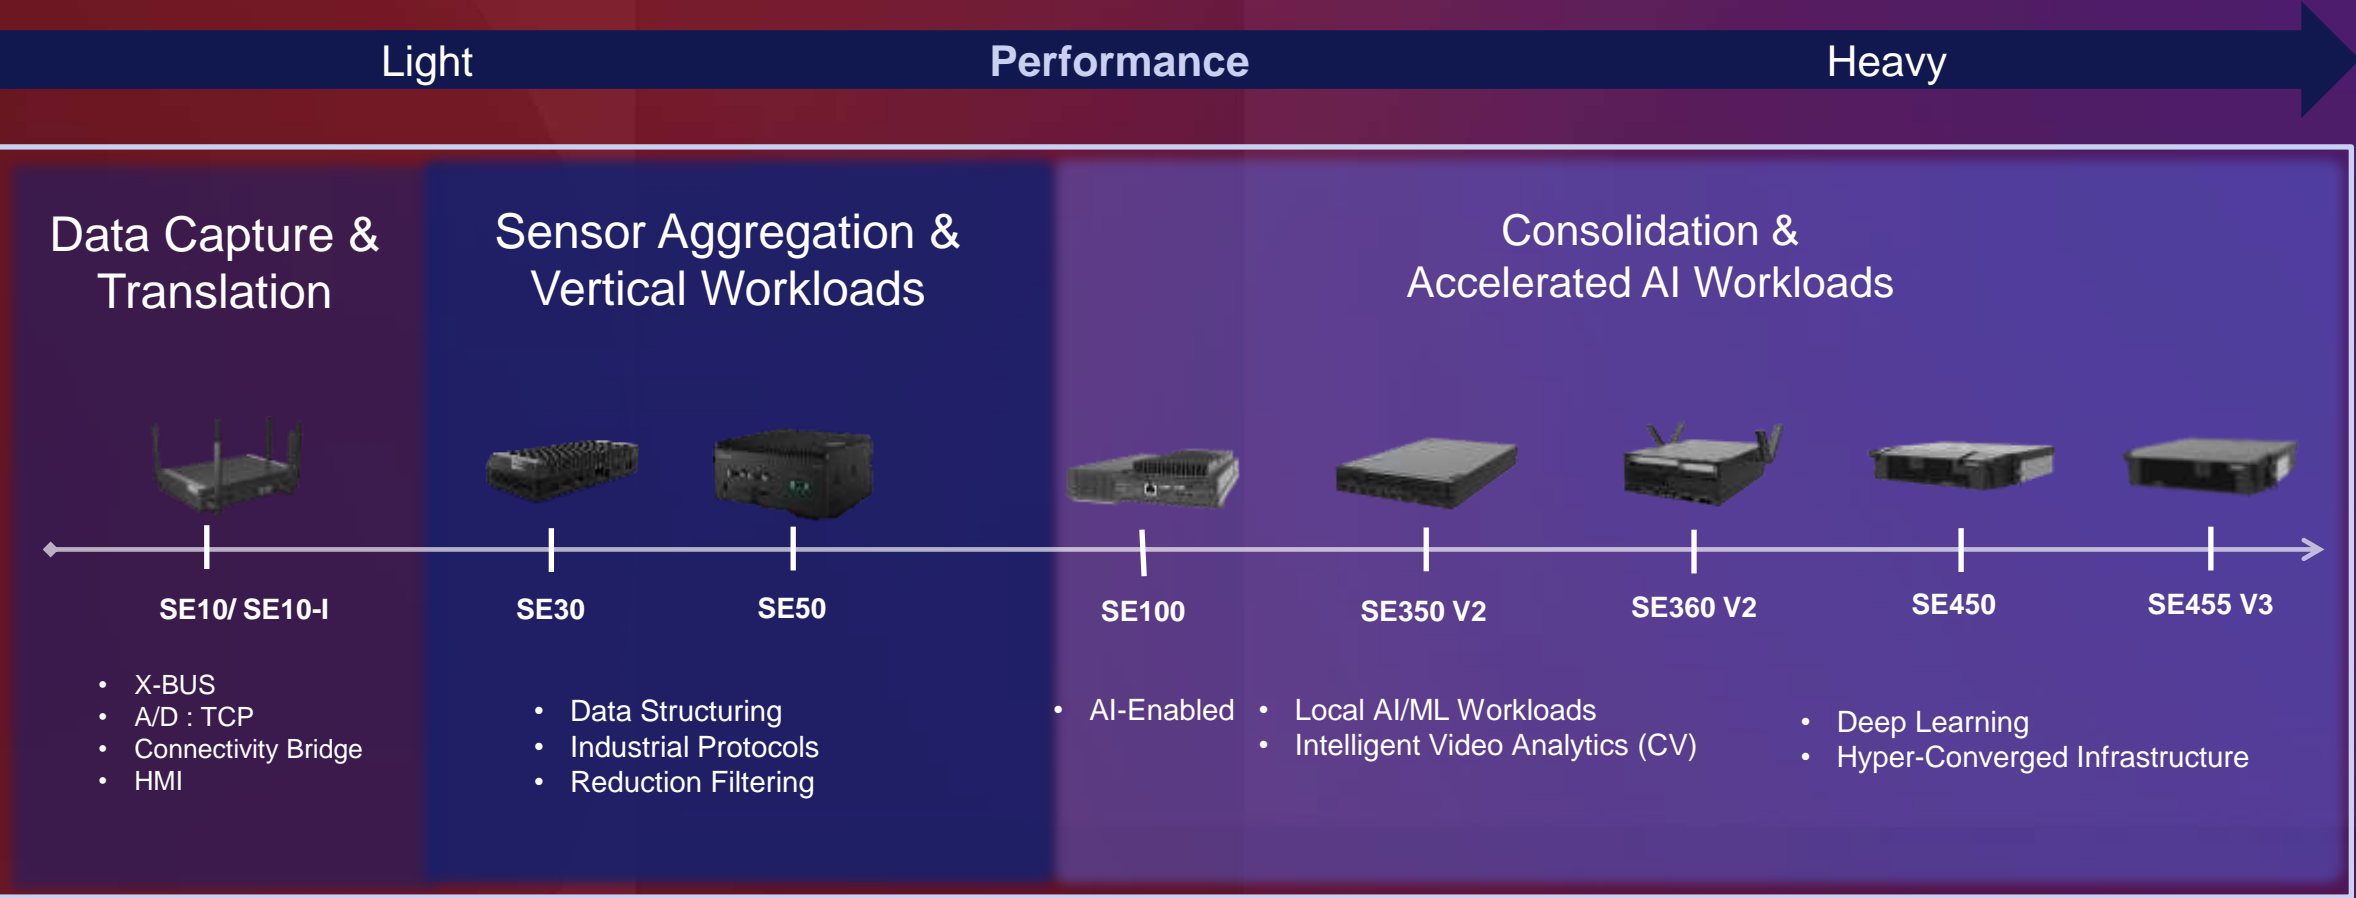 Light
Performance
Heavy
Data Capture &
Translation
Sensor Aggregation &
Vertical Workloads
Consolidation &
Accelerated AI Workloads
SE10/ SE10-I
SE30
SE50
SE100
SE350 V2
SE360 V2
SE450
SE455 V3
• X-BUS
• A/D : TCP
• Connectivity Bridge
• HMI
• Data Structuring
• Industrial Protocols
• Reduction Filtering
• AI-Enabled
• Local AI/ML Workloads
• Intelligent Video Analytics (CV)
• Deep Learning
• Hyper-Converged Infrastructure